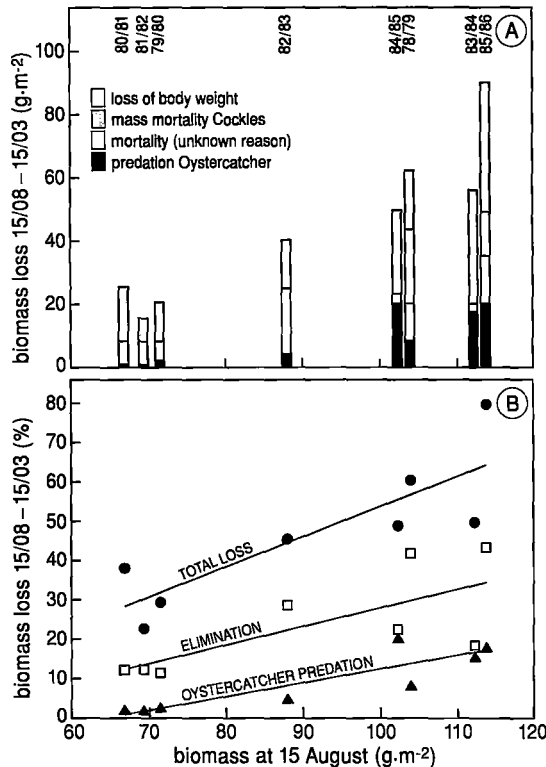 80/81
81/82
79/80
82/83
84/85
78/79
83/84
85/86
A
100
80
60
40
20
0
biomass loss 15/08 – 15/03 (g·m-2)
loss of body weight
mass mortality Cockles
mortality (unknown reason)
predation Oystercatcher
B
80
70
60
50
40
30
20
10
0
biomass loss 15/08 – 15/03 (%)
TOTAL LOSS
ELIMINATION
OYSTERCATCHER PREDATION
60 70 80 90 100 110 120
biomass at 15 August (g·m-2)